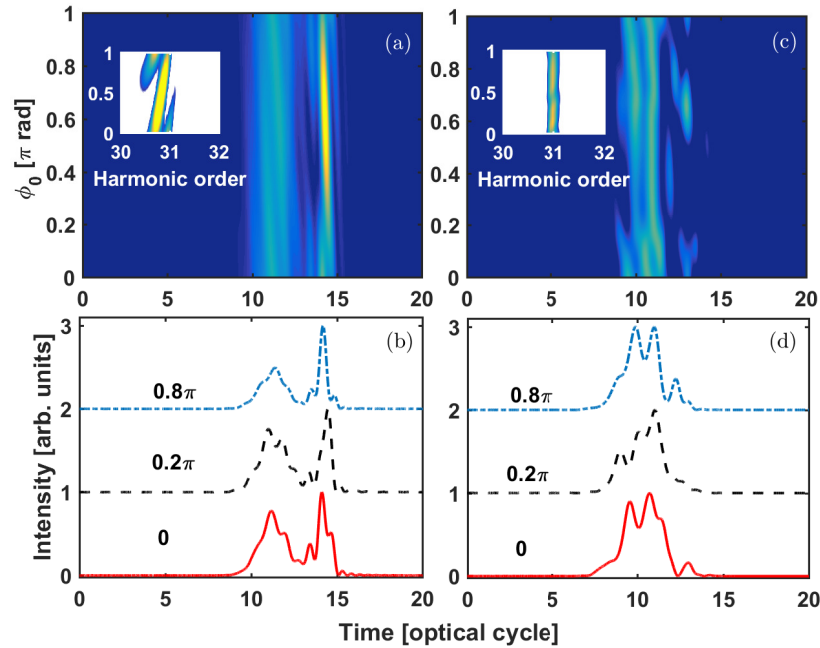 1
0.8
0.6
0.4
0.2
0
ϕ0 [π rad]
(a)
1
0.5
0
30 31 32
Harmonic order
0 5 10 15 20
(c)
1
0.8
0.6
0.4
0.2
0
1
0.5
0
30 31 32
Harmonic order
0 5 10 15 20
3
2
1
0
Intensity [arb. units]
(b)
0.8π
0.2π
0
0 5 10 15 20
(d)
3
2
1
0
0.8π
0.2π
0
0 5 10 15 20
Time [optical cycle]